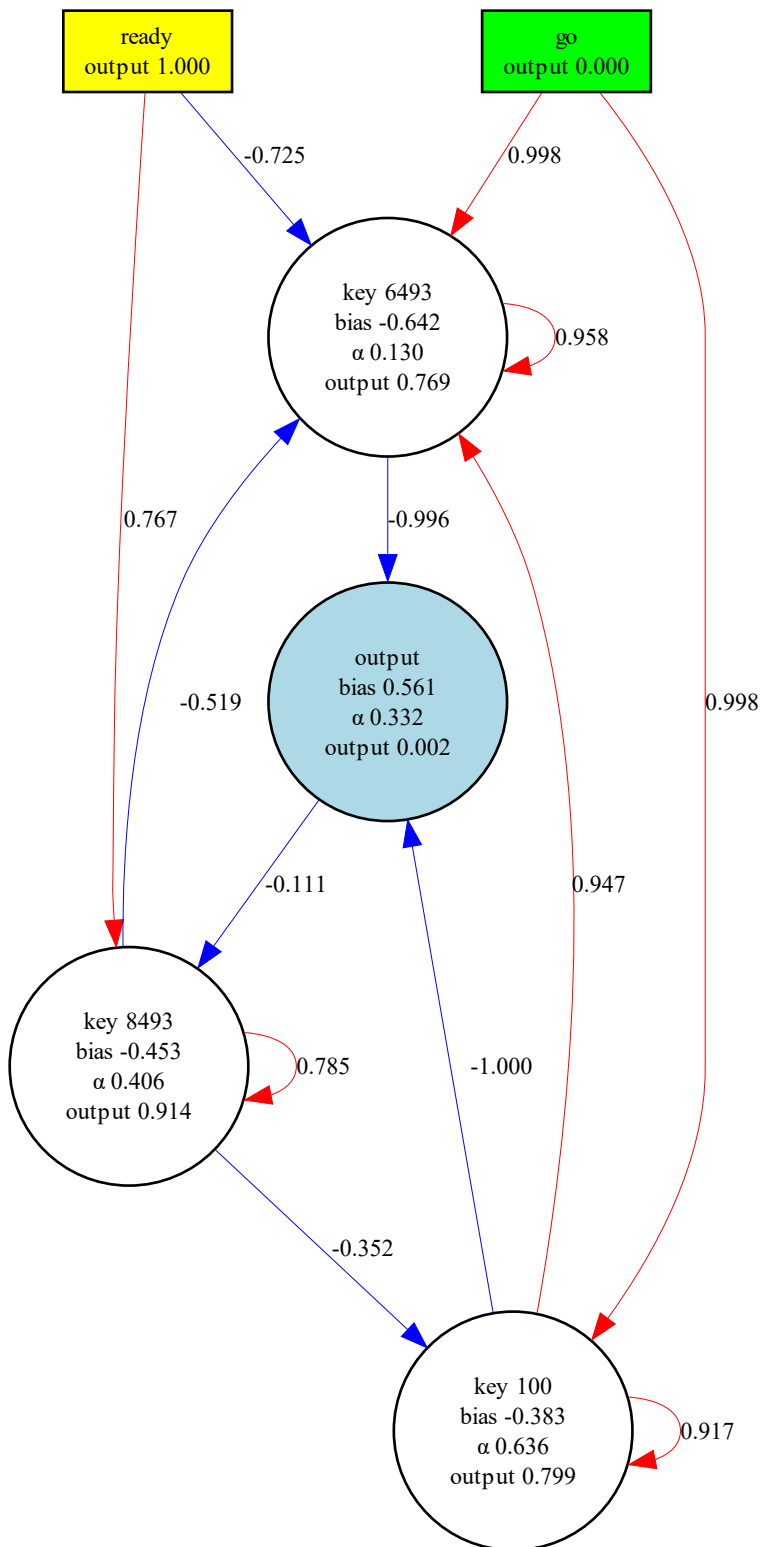 ready
output 1.000
go
output 0.000
-0.725
0.998
key 6493
bias -0.642
α 0.130
output 0.769
0.958
0.767
-0.996
-0.519
output
bias 0.561
α 0.332
output 0.002
0.998
-0.111
0.947
key 8493
bias -0.453
α 0.406
output 0.914
0.785
-1.000
-0.352
key 100
bias -0.383
α 0.636
output 0.799
0.917